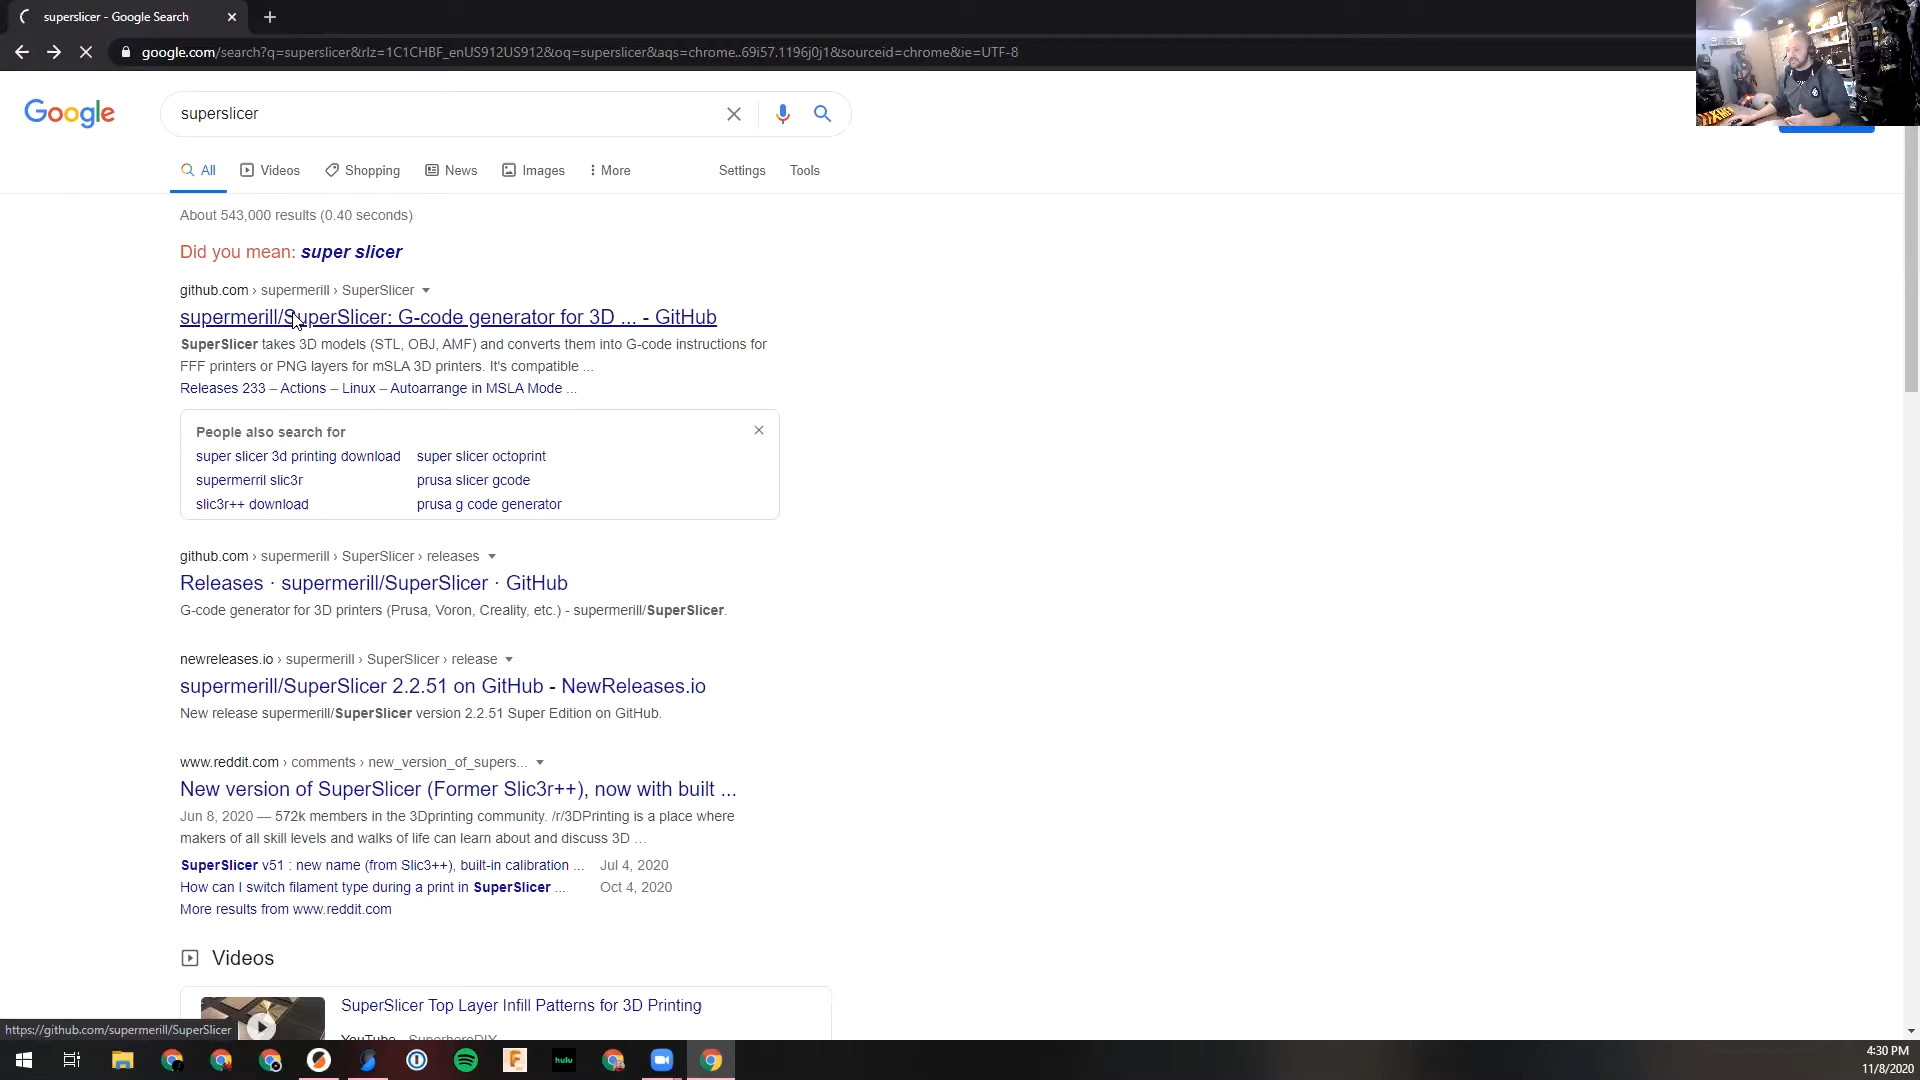 superslicer - Google Search
google.com/search?q=superslicer&rlz=1C1CHBF_enUS912US912&oq=superslicer&aqs=chrome..69i57.1196j0j1&sourceid=chrome&ie=UTF-8
Google
superslicer
All Videos Shopping News Images More Settings Tools
About 543,000 results (0.40 seconds)
Did you mean: super slicer
github.com › supermerill › SuperSlicer
supermerill/SuperSlicer: G-code generator for 3D ... - GitHub
SuperSlicer takes 3D models (STL, OBJ, AMF) and converts them into G-code instructions for
FFF printers or PNG layers for mSLA 3D printers. It's compatible ...
Releases 233 – Actions – Linux – Autoarrange in MSLA Mode ...
People also search for
super slicer 3d printing download super slicer octoprint
supermerril slic3r prusa slicer gcode
slic3r++ download prusa g code generator
github.com › supermerill › SuperSlicer › releases
Releases · supermerill/SuperSlicer · GitHub
G-code generator for 3D printers (Prusa, Voron, Creality, etc.) - supermerill/SuperSlicer.
newreleases.io › supermerill › SuperSlicer › release
supermerill/SuperSlicer 2.2.51 on GitHub - NewReleases.io
New release supermerill/SuperSlicer version 2.2.51 Super Edition on GitHub.
www.reddit.com › comments › new_version_of_supers...
New version of SuperSlicer (Former Slic3r++), now with built ...
Jun 8, 2020 — 572k members in the 3Dprinting community. /r/3DPrinting is a place where
makers of all skill levels and walks of life can learn about and discuss 3D ...
SuperSlicer v51 : new name (from Slic3++), built-in calibration ... Jul 4, 2020
How can I switch filament type during a print in SuperSlicer ... Oct 4, 2020
More results from www.reddit.com
Videos
SuperSlicer Top Layer Infill Patterns for 3D Printing
YouTube · SuperheroDIY
https://github.com/supermerill/SuperSlicer
hulu
4:30 PM
11/8/2020